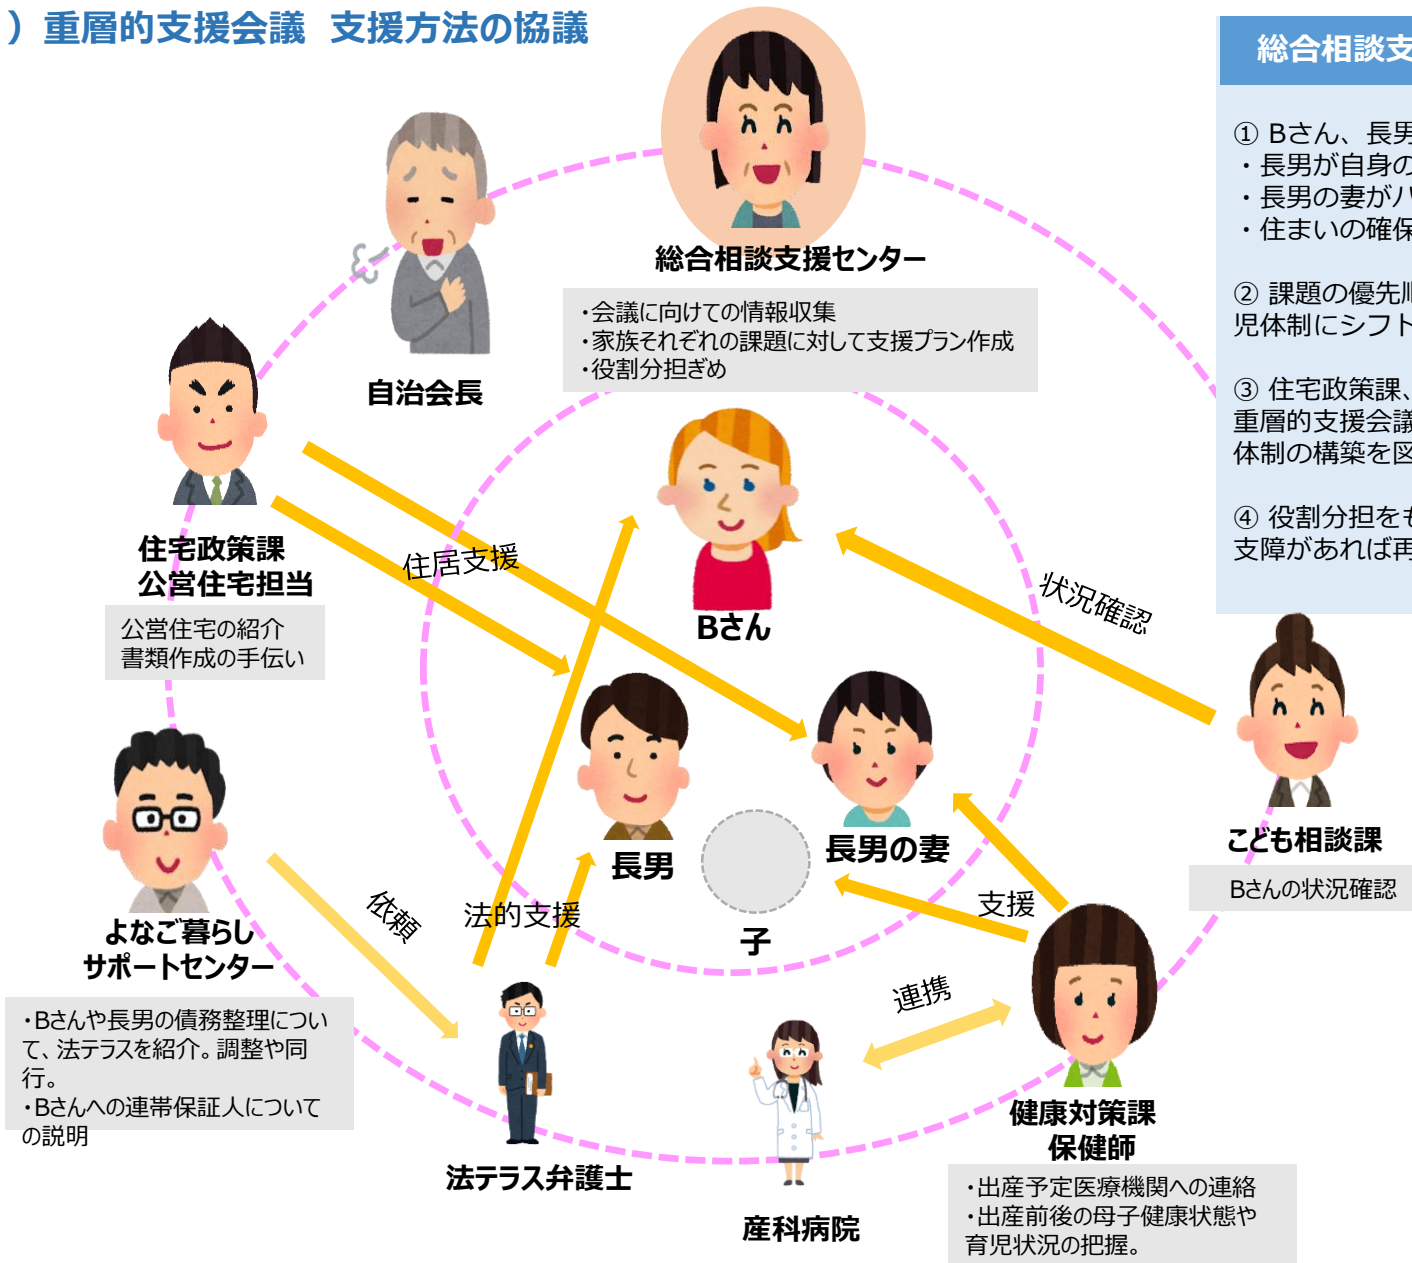 ）重層的支援会議 支援方法の協議
総合相談支
① Bさん、長男
・長男が自身の
・長男の妻がハ
・住まいの確保
② 課題の優先順
児体制にシフト
③ 住宅政策課、
重層的支援会議
体制の構築を図
④ 役割分担をも
支障があれば再
総合相談支援センター
・会議に向けての情報収集
・家族それぞれの課題に対して支援プラン作成
・役割分担ぎめ
自治会長
住宅政策課
公営住宅担当
公営住宅の紹介
書類作成の手伝い
住居支援
Bさん
状況確認
こども相談課
Bさんの状況確認
長男
長男の妻
子
よなご暮らし
サポートセンター
・Bさんや長男の債務整理につい
て、法テラスを紹介。調整や同
行。
・Bさんへの連帯保証人について
の説明
依頼
法的支援
法テラス弁護士
支援
連携
産科病院
健康対策課
保健師
・出産予定医療機関への連絡
・出産前後の母子健康状態や
育児状況の把握。